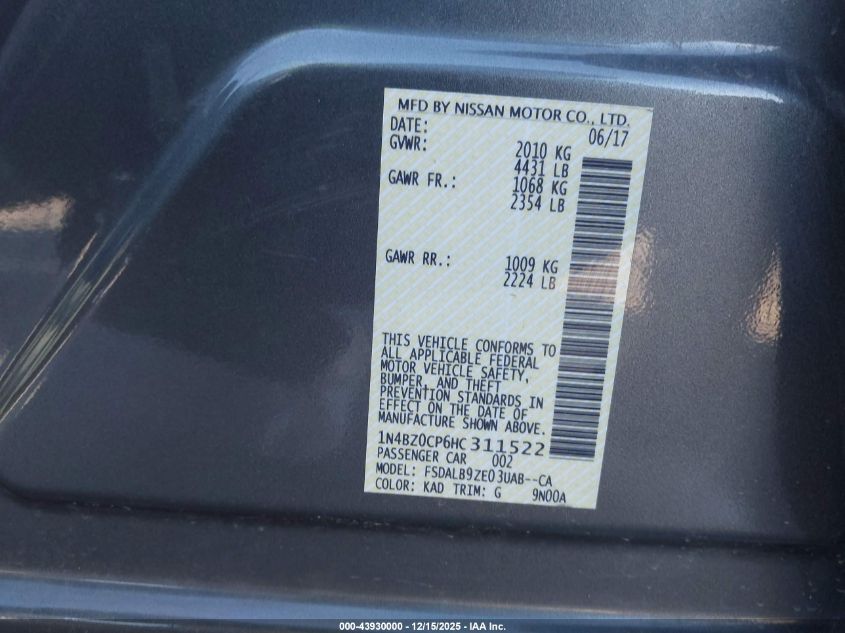 MFD BY NISSAN MOTOR CO., LTD.
DATE: 06/17
GVWR: 2010 KG
4431 LB
GAWR FR.: 1068 KG
2354 LB
GAWR RR.: 1009 KG
2224 LB
THIS VEHICLE CONFORMS TO
ALL APPLICABLE FEDERAL
MOTOR VEHICLE SAFETY,
BUMPER, AND THEFT
PREVENTION STANDARDS IN
EFFECT ON THE DATE OF
MANUFACTURE SHOWN ABOVE.
1N4BZ0CP6HC311522
PASSENGER CAR 002
MODEL: FSDALB9ZE03UAB--CA
COLOR: KAD TRIM: G 9N00A
000-43930000 - 12/15/2025 - IAA Inc.